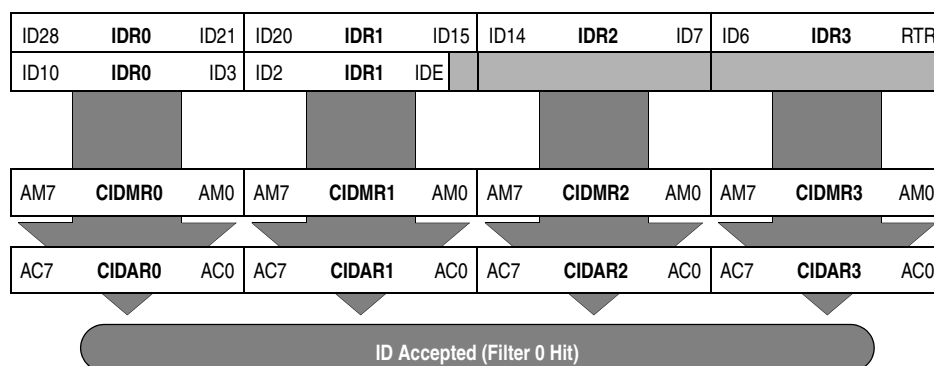 ID28 IDR0 ID21 ID20 IDR1 ID15 ID14 IDR2 ID7 ID6 IDR3 RTR
ID10 IDR0 ID3 ID2 IDR1 IDE
AM7 CIDMR0 AM0 AM7 CIDMR1 AM0 AM7 CIDMR2 AM0 AM7 CIDMR3 AM0
AC7 CIDAR0 AC0 AC7 CIDAR1 AC0 AC7 CIDAR2 AC0 AC7 CIDAR3 AC0
ID Accepted (Filter 0 Hit)